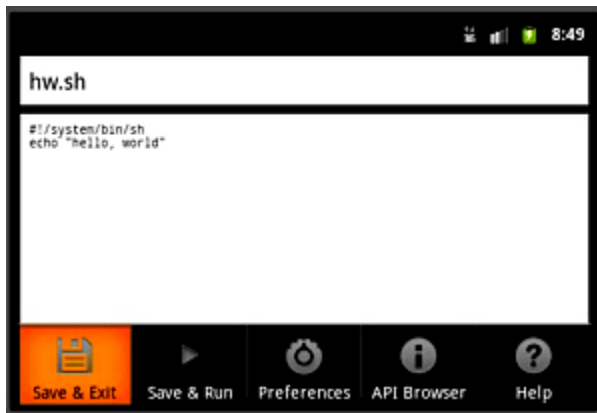 8:49
hw.sh
#!/system/bin/sh
echo "hello, world"
Save & Exit Save & Run Preferences API Browser Help